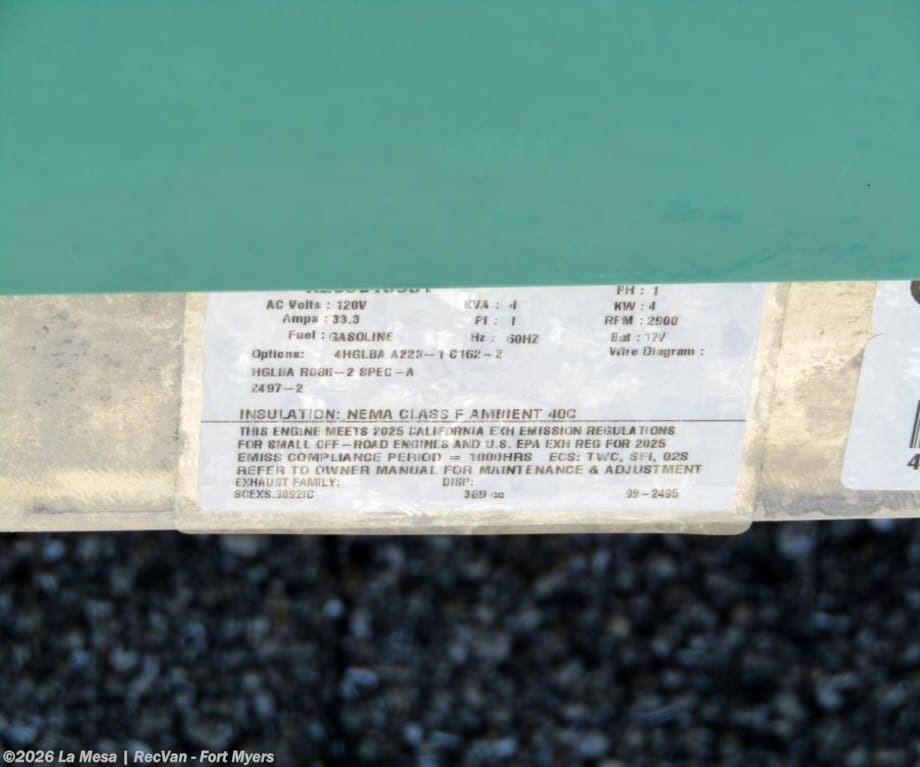 PH : 1
AC Volts : 120V KVA : 4 KW : 4
Amps : 33.3 Pf : 1 RPM : 2900
Fuel : GASOLINE Hz : 60HZ Bat : 12V
Options: 4HGLBA A223-1 C162-2 Wire Diagram :
HGLBA R086-2 SPEC-A
Z497-2
INSULATION: NEMA CLASS F AMBIENT 40C
THIS ENGINE MEETS 2025 CALIFORNIA EXH EMISSION REGULATIONS
FOR SMALL OFF-ROAD ENGINES AND U.S. EPA EXH REG FOR 2025
EMISS COMPLIANCE PERIOD = 1000HRS ECS: TWC, SFI, O2S
REFER TO OWNER MANUAL FOR MAINTENANCE & ADJUSTMENT
EXHAUST FAMILY: DISP:
389 cc 99-2495
4
©2026 La Mesa | RecVan - Fort Myers